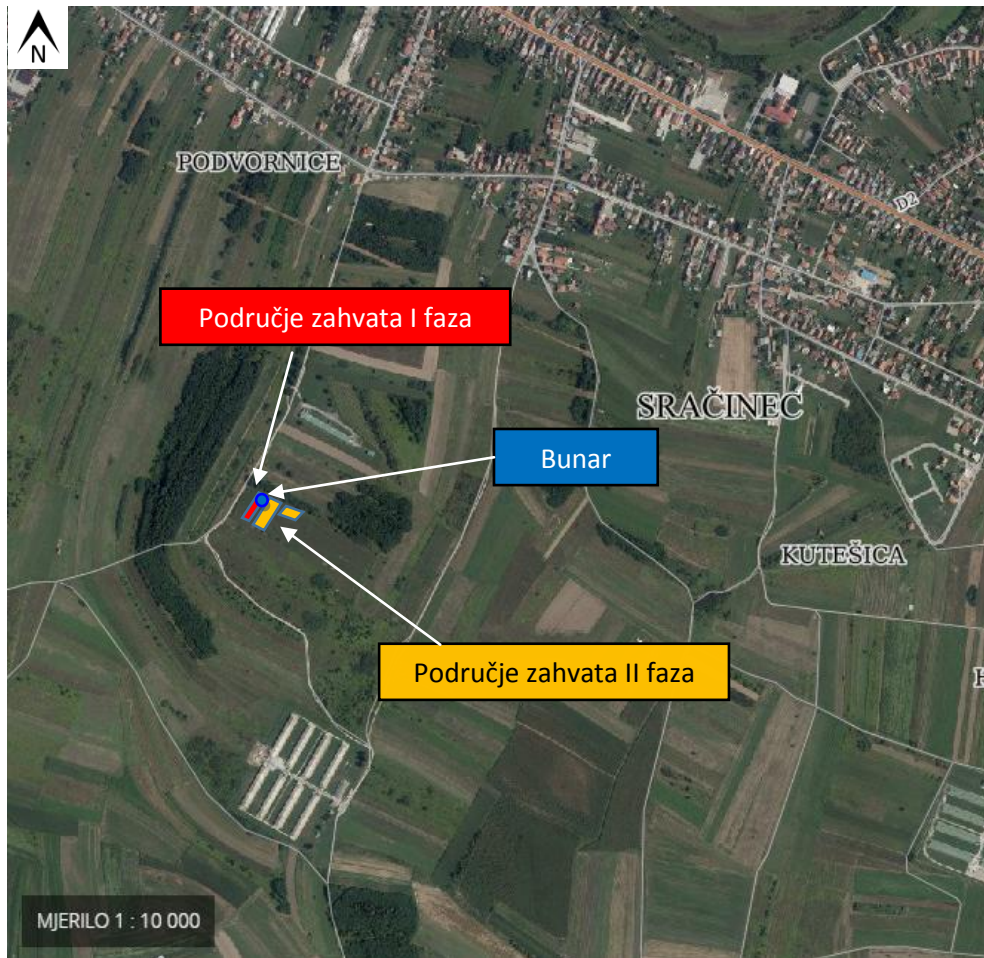 N
PODVORNICE
D2
Područje zahvata I faza
SRAČINEC
Bunar
KUTEŠICA
Područje zahvata II faza
H
MJERILO 1 : 10 000